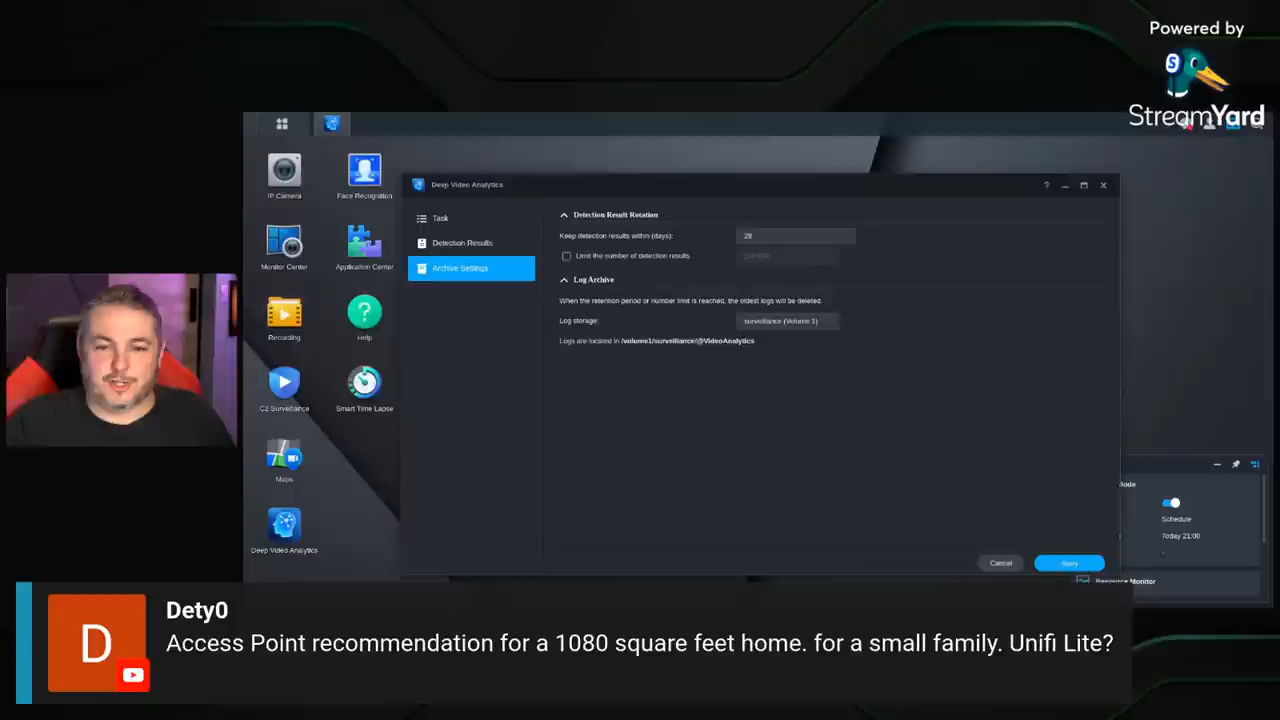 Powered by
StreamYard
IP Camera
Face Recognition
Monitor Center
Application Center
Recording
Help
C2 Surveillance
Smart Time Lapse
Maps
Deep Video Analytics
Deep Video Analytics
?
Task
Detection Results
Archive Settings
Detection Result Rotation
Keep detection results within (days): 28
Limit the number of detection results
Log Archive
When the retention period or number limit is reached, the oldest logs will be deleted.
Log storage: surveillance (Volume 1)
Logs are located in /volume1/surveillance/@VideoAnalytics
Cancel Apply
Mode
Schedule
Today 21:00
Resource Monitor
D
Dety0
Access Point recommendation for a 1080 square feet home. for a small family. Unifi Lite?